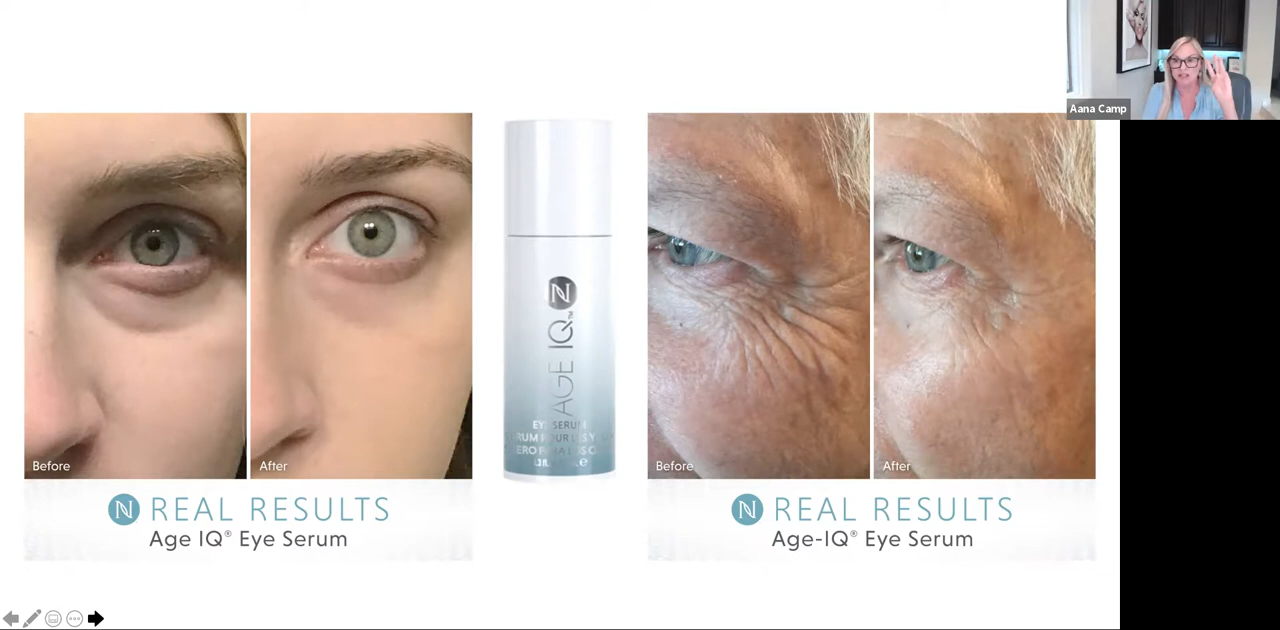 Aana Camp
Before
After
N
AGE IQ™
EYE SERUM
Before
After
N REAL RESULTS
Age IQ® Eye Serum
N REAL RESULTS
Age-IQ® Eye Serum